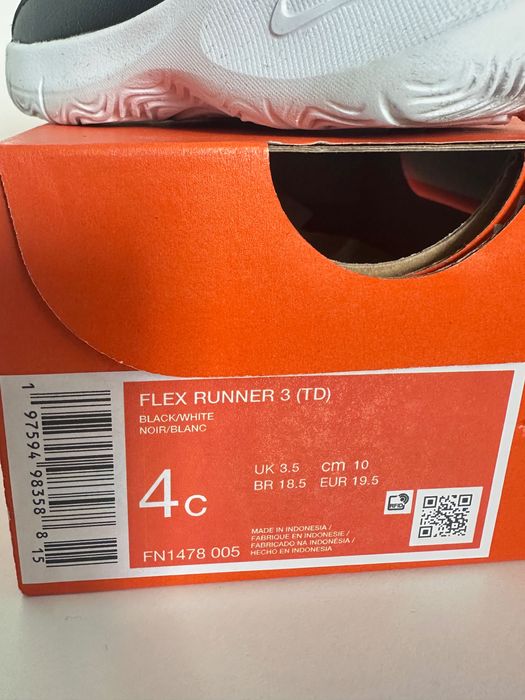 FLEX RUNNER 3 (TD)
BLACK/WHITE
NOIR/BLANC
4c
UK 3.5 cm 10
BR 18.5 EUR 19.5
RFID
MADE IN INDONESIA /
FABRIQUE EN INDONESIE /
FABRICADO NA INDONÉSIA /
HECHO EN INDONESIA
FN1478 005
1 97594 98358 8 15